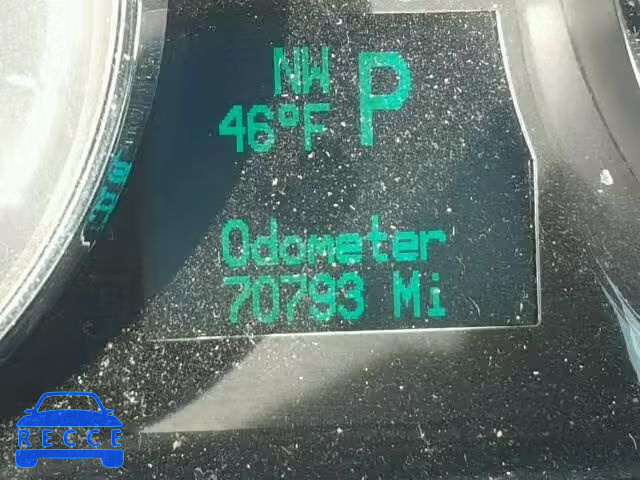 NW P
46°F
Odometer
70793 Mi
RECCE